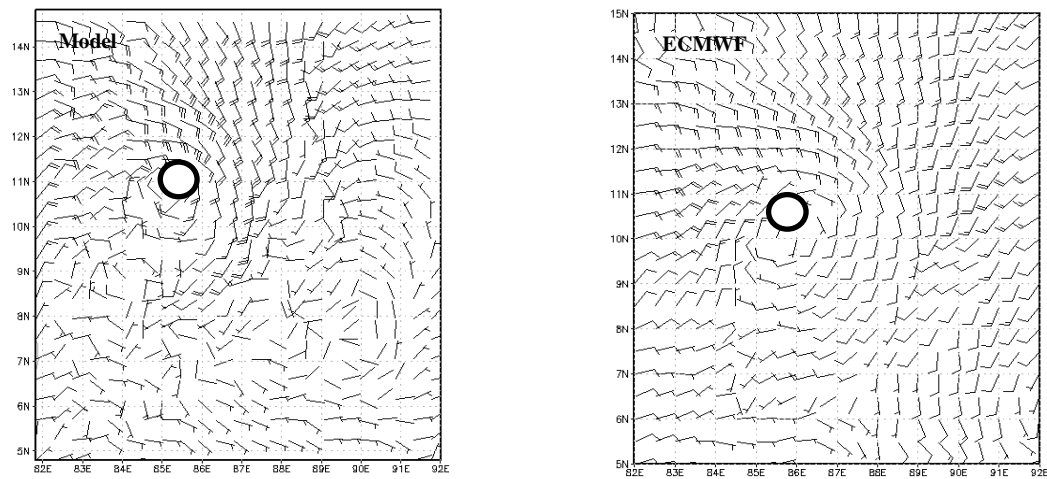 Model
14N
13N
12N
11N
10N
9N
8N
7N
6N
5N
82E 83E 84E 85E 86E 87E 88E 89E 90E 91E 92E
ECMWF
15N
14N
13N
12N
11N
10N
9N
8N
7N
6N
5N
82E 83E 84E 85E 86E 87E 88E 89E 90E 91E 92E